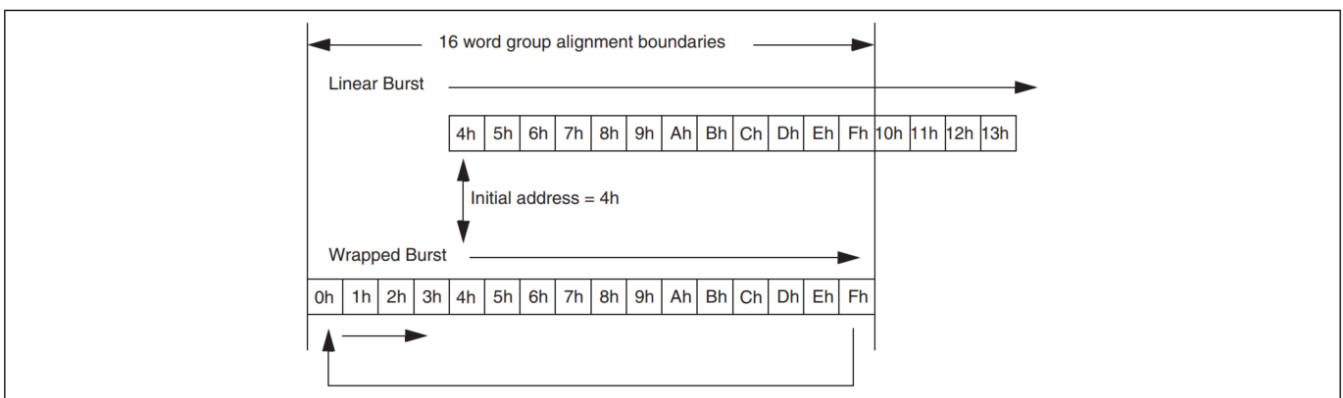 16 word group alignment boundaries
Linear Burst
4h 5h 6h 7h 8h 9h Ah Bh Ch Dh Eh Fh 10h 11h 12h 13h
Initial address = 4h
Wrapped Burst
0h 1h 2h 3h 4h 5h 6h 7h 8h 9h Ah Bh Ch Dh Eh Fh